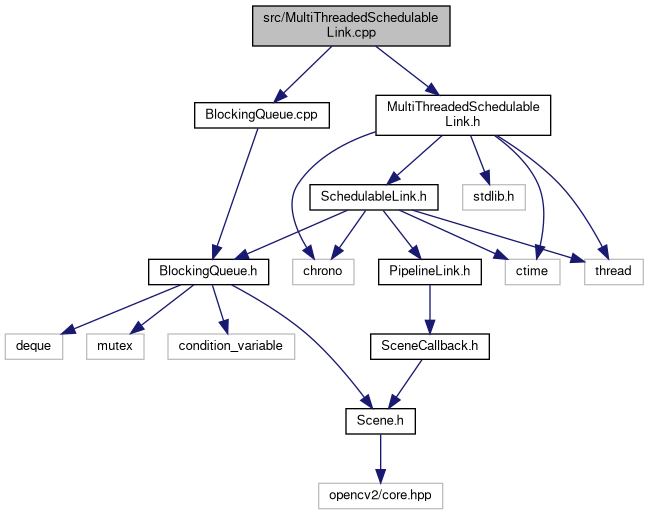 src/MultiThreadedSchedulable
Link.cpp
BlockingQueue.cpp
MultiThreadedSchedulable
Link.h
SchedulableLink.h
stdlib.h
BlockingQueue.h
chrono
PipelineLink.h
ctime
thread
deque
mutex
condition_variable
SceneCallback.h
Scene.h
opencv2/core.hpp